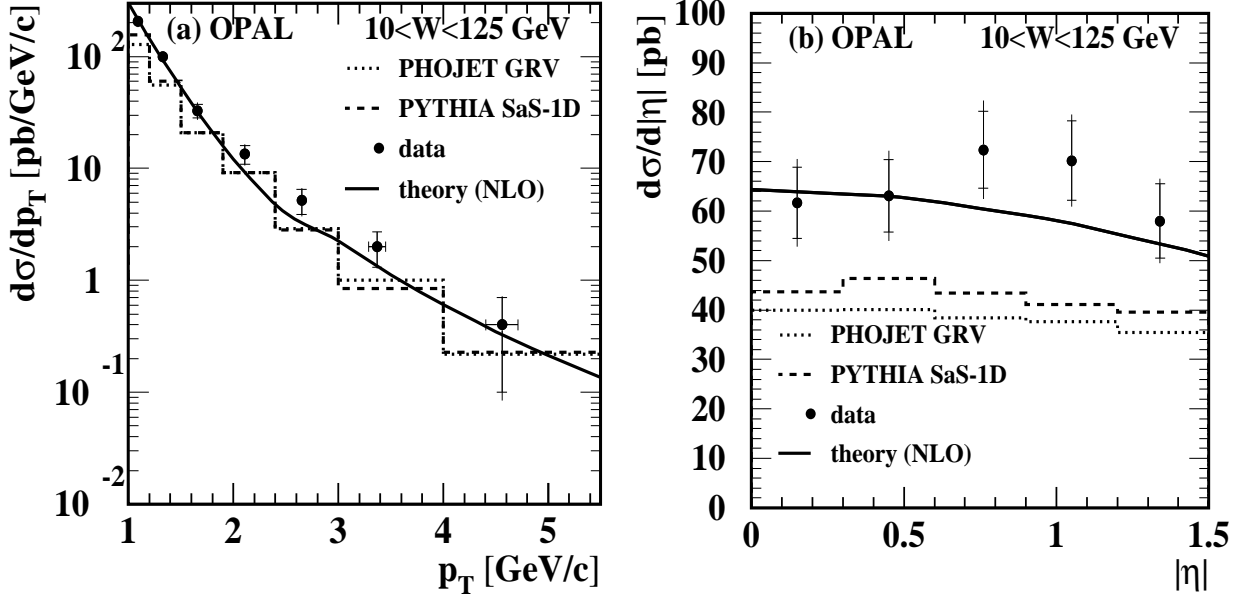 dσ/dp_T [pb/GeV/c]
(a) OPAL 10<W<125 GeV
PHOJET GRV
PYTHIA SaS-1D
data
theory (NLO)
10^2
10
1
10^-1
10^-2
1 2 3 4 5
p_T [GeV/c]
dσ/d|η| [pb]
(b) OPAL 10<W<125 GeV
100
90
80
70
60
50
40
30
20
10
0
PHOJET GRV
PYTHIA SaS-1D
data
theory (NLO)
0 0.5 1 1.5
|η|